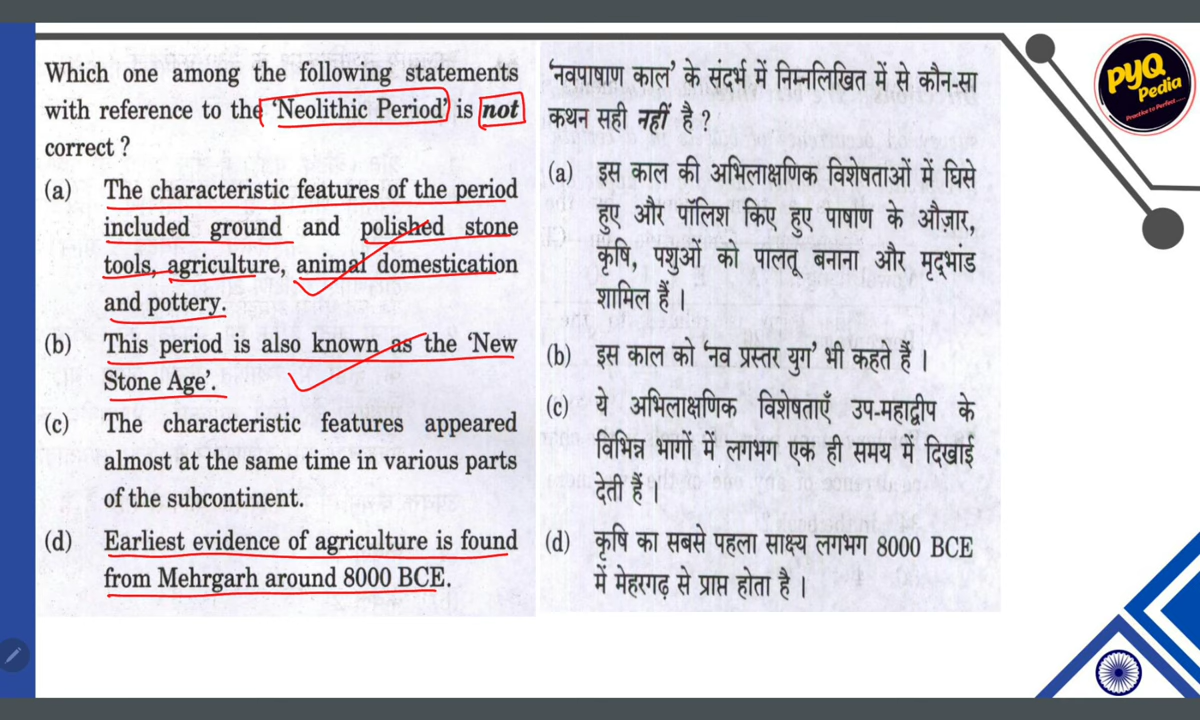 Which one among the following statements
with reference to the 'Neolithic Period' is not
correct ?
(a) The characteristic features of the period
included ground and polished stone
tools, agriculture, animal domestication
and pottery.
(b) This period is also known as the 'New
Stone Age'.
(c) The characteristic features appeared
almost at the same time in various parts
of the subcontinent.
(d) Earliest evidence of agriculture is found
from Mehrgarh around 8000 BCE.
'नवपाषाण काल' के संदर्भ में निम्नलिखित में से कौन-सा
कथन सही नहीं है ?
(a) इस काल की अभिलाक्षणिक विशेषताओं में घिसे
हुए और पॉलिश किए हुए पाषाण के औज़ार,
कृषि, पशुओं को पालतू बनाना और मृद्भांड
शामिल हैं ।
(b) इस काल को 'नव प्रस्तर युग' भी कहते हैं ।
(c) ये अभिलाक्षणिक विशेषताएँ उप-महाद्वीप के
विभिन्न भागों में लगभग एक ही समय में दिखाई
देती हैं ।
(d) कृषि का सबसे पहला साक्ष्य लगभग 8000 BCE
में मेहरगढ़ से प्राप्त होता है ।
PYQ
Pedia
Practice to Perfect